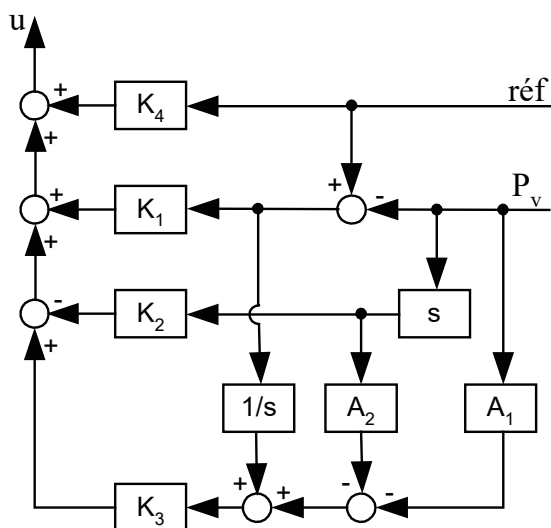 u
+ K₄ réf
+
+ -
+ K₁ Pᵥ
+
- K₂ s
+
1/s A₂ A₁
+ - -
K₃ +